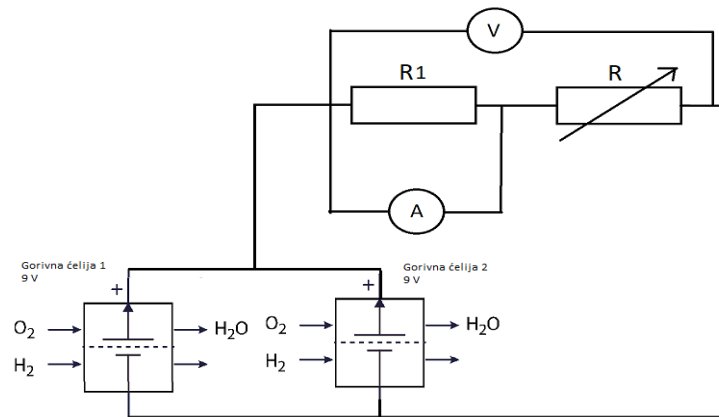 V
R1
R
A
Gorivna ćelija 1
9 V
Gorivna ćelija 2
9 V
+
+
O₂
H₂O
H₂
O₂
H₂O
H₂